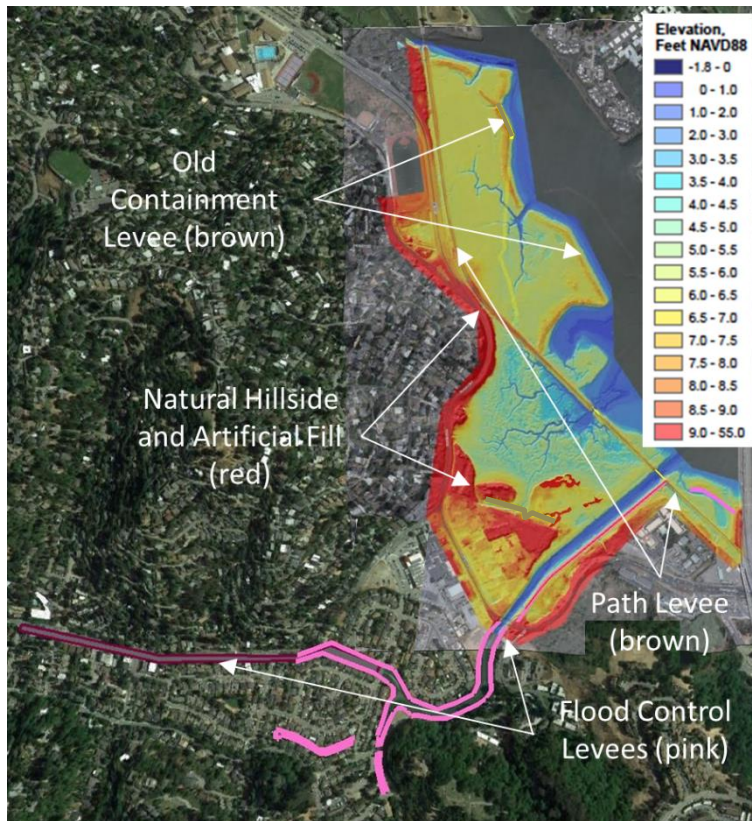 Elevation,
Feet NAVD88
-1.8 - 0
0 - 1.0
1.0 - 2.0
2.0 - 3.0
3.0 - 3.5
3.5 - 4.0
4.0 - 4.5
4.5 - 5.0
5.0 - 5.5
5.5 - 6.0
6.0 - 6.5
6.5 - 7.0
7.0 - 7.5
7.5 - 8.0
8.0 - 8.5
8.5 - 9.0
9.0 - 55.0
Old
Containment
Levee (brown)
Natural Hillside
and Artificial Fill
(red)
Path Levee
(brown)
Flood Control
Levees (pink)